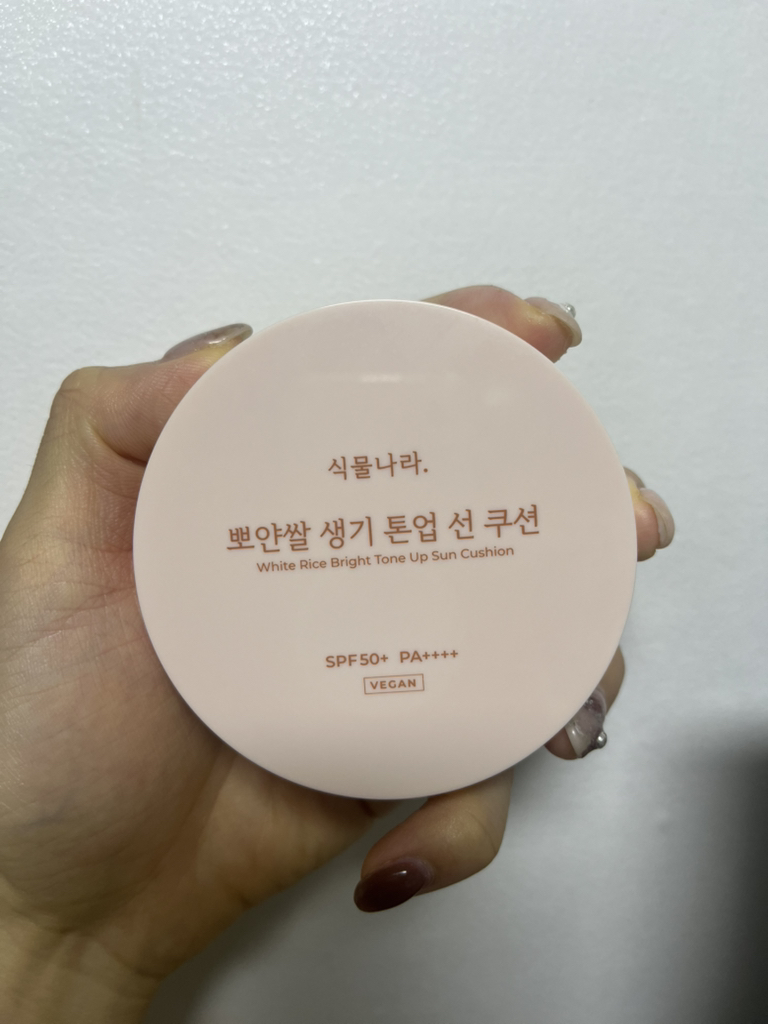 식물나라.
뽀얀쌀 생기 톤업 선 쿠션
White Rice Bright Tone Up Sun Cushion
SPF50+ PA++++
VEGAN